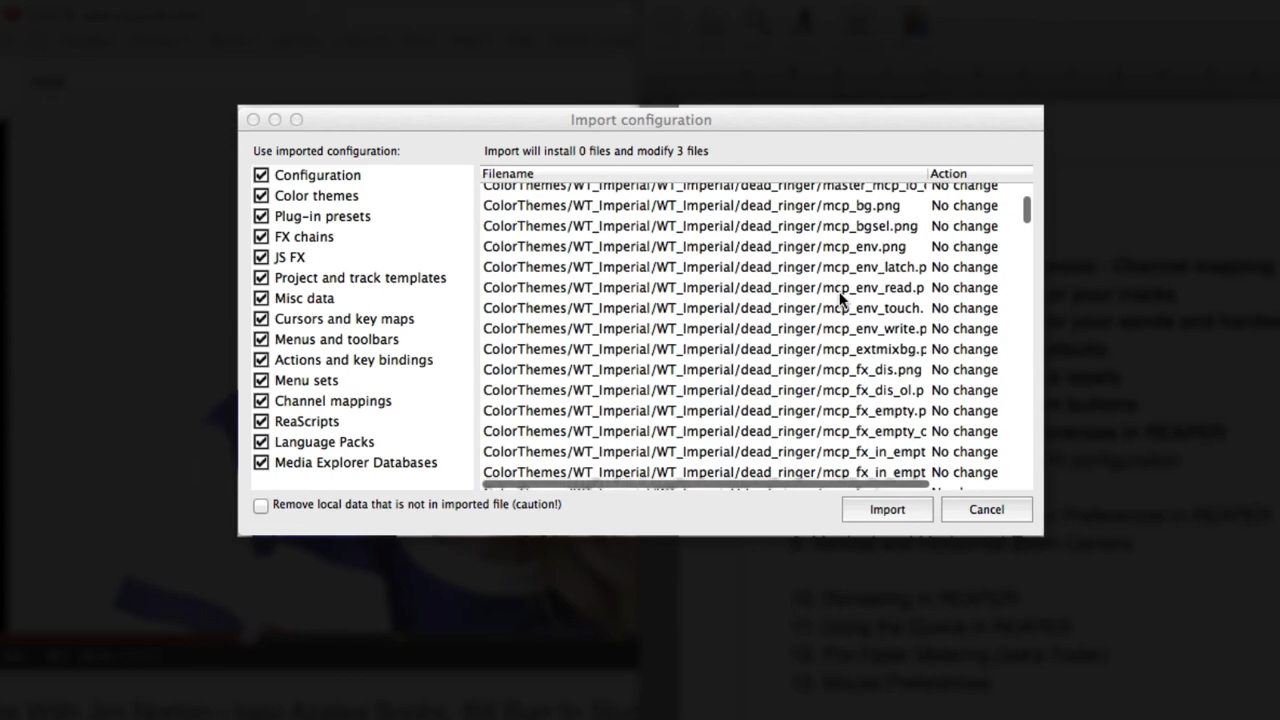 Import configuration
Use imported configuration:
Import will install 0 files and modify 3 files
Configuration
Color themes
Plug-in presets
FX chains
JS FX
Project and track templates
Misc data
Cursors and key maps
Menus and toolbars
Actions and key bindings
Menu sets
Channel mappings
ReaScripts
Language Packs
Media Explorer Databases
Filename Action
ColorThemes/WT_Imperial/WT_Imperial/dead_ringer/master_mcp_io_ No change
ColorThemes/WT_Imperial/WT_Imperial/dead_ringer/mcp_bg.png No change
ColorThemes/WT_Imperial/WT_Imperial/dead_ringer/mcp_bgsel.png No change
ColorThemes/WT_Imperial/WT_Imperial/dead_ringer/mcp_env.png No change
ColorThemes/WT_Imperial/WT_Imperial/dead_ringer/mcp_env_latch.p No change
ColorThemes/WT_Imperial/WT_Imperial/dead_ringer/mcp_env_read.p No change
ColorThemes/WT_Imperial/WT_Imperial/dead_ringer/mcp_env_touch. No change
ColorThemes/WT_Imperial/WT_Imperial/dead_ringer/mcp_env_write.p No change
ColorThemes/WT_Imperial/WT_Imperial/dead_ringer/mcp_extmixbg.p No change
ColorThemes/WT_Imperial/WT_Imperial/dead_ringer/mcp_fx_dis.png No change
ColorThemes/WT_Imperial/WT_Imperial/dead_ringer/mcp_fx_dis_ol.p No change
ColorThemes/WT_Imperial/WT_Imperial/dead_ringer/mcp_fx_empty.p No change
ColorThemes/WT_Imperial/WT_Imperial/dead_ringer/mcp_fx_empty_c No change
ColorThemes/WT_Imperial/WT_Imperial/dead_ringer/mcp_fx_in_empt No change
ColorThemes/WT_Imperial/WT_Imperial/dead_ringer/mcp_fx_in_empt No change
Remove local data that is not in imported file (caution!)
Import Cancel